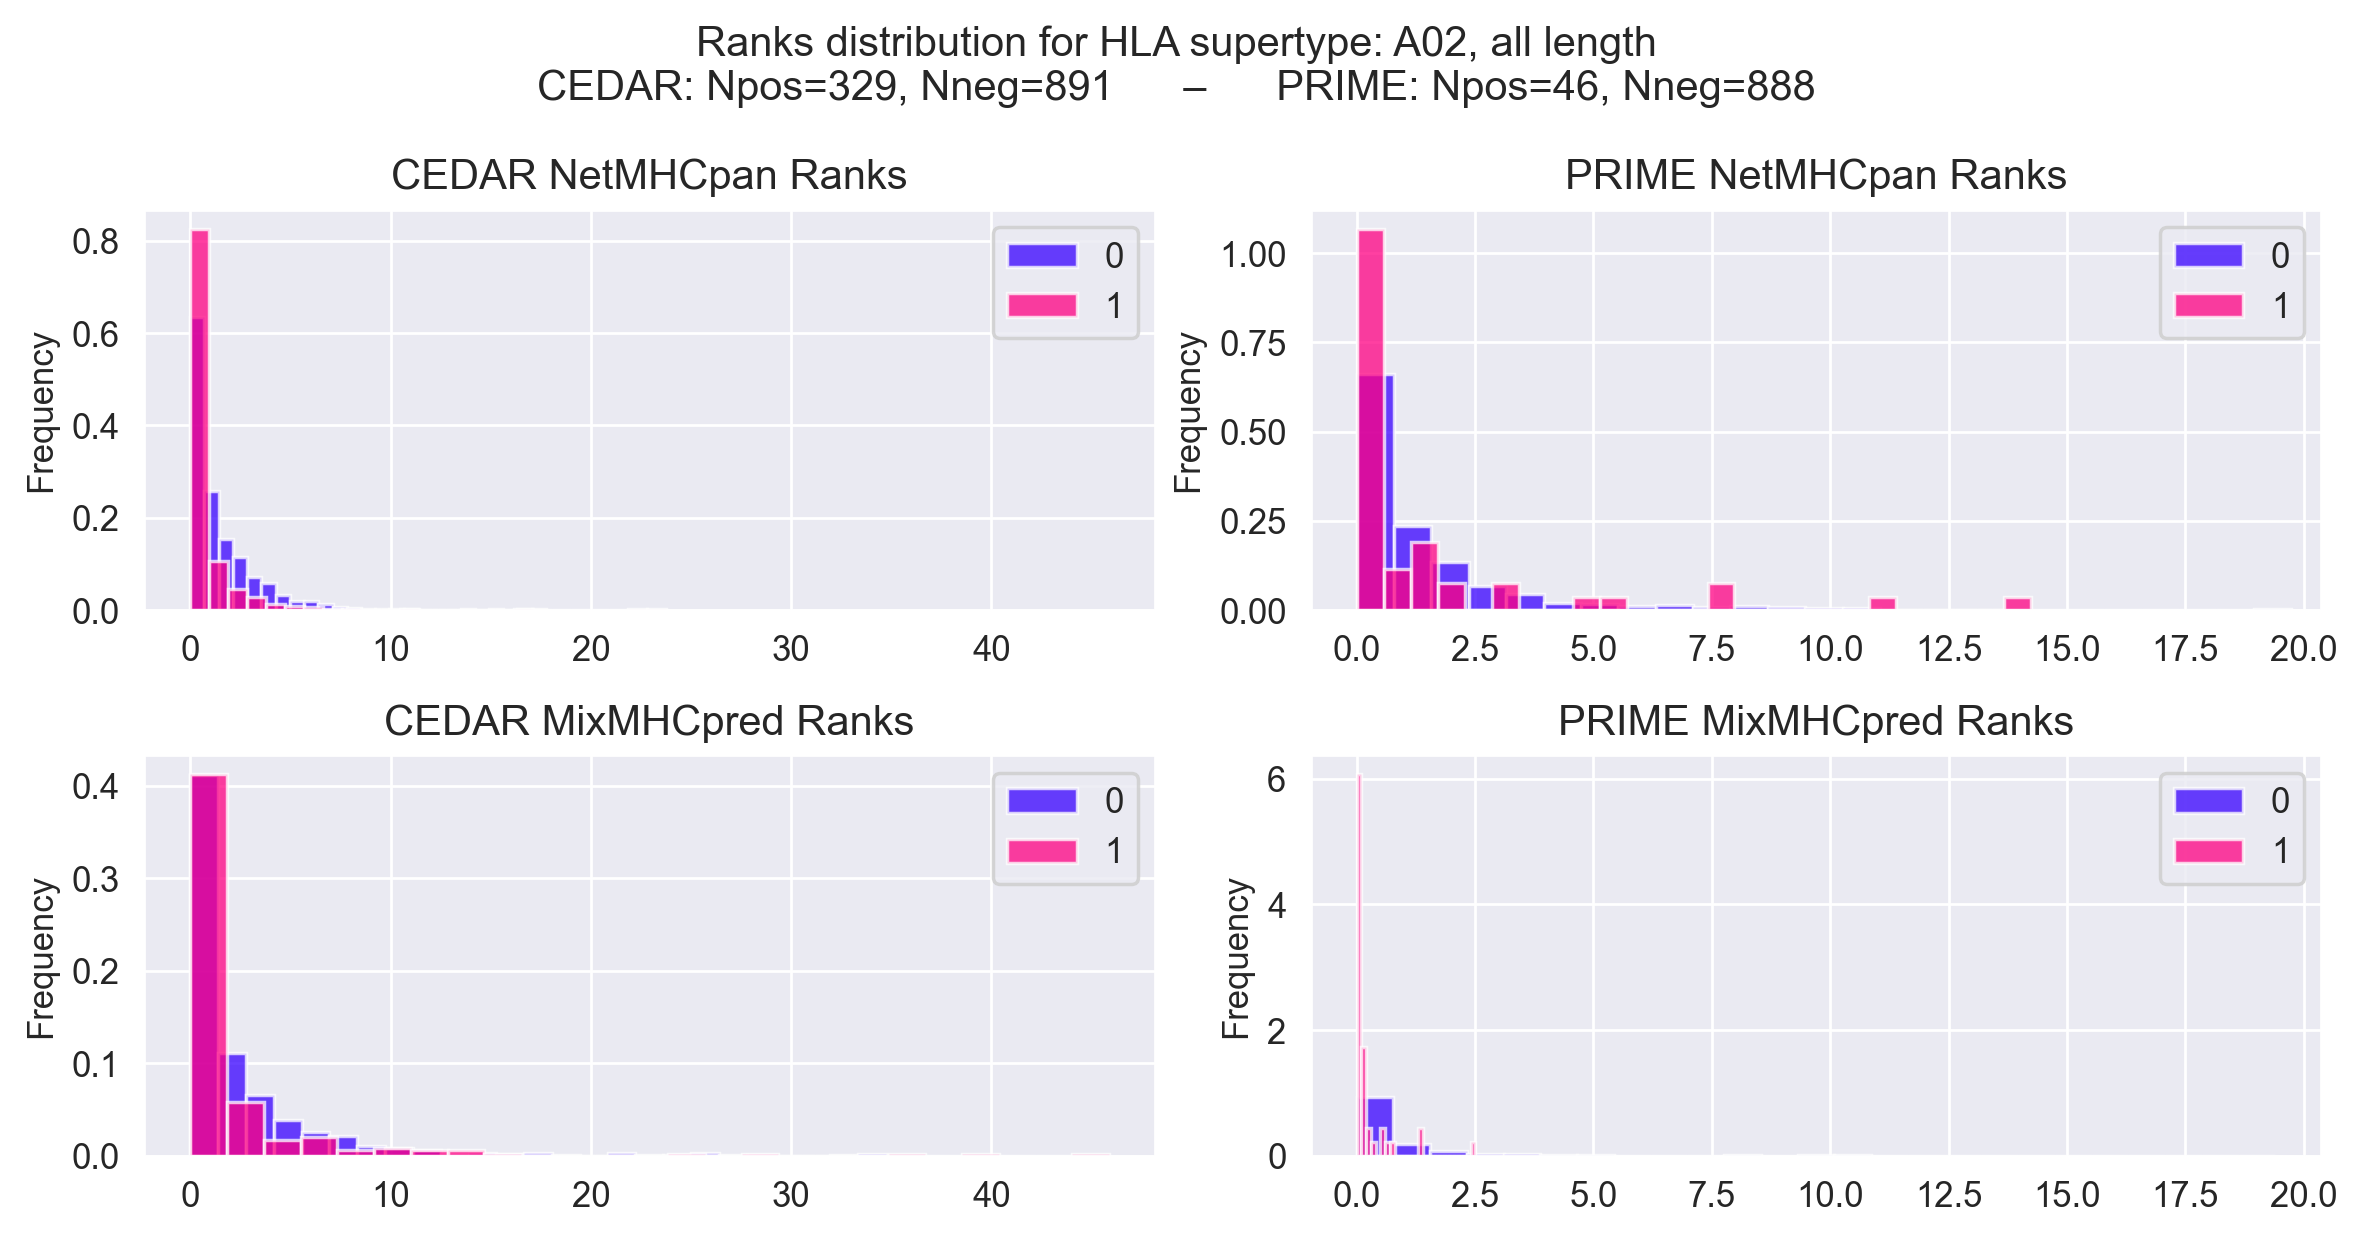 Ranks distribution for HLA supertype: A02, all length
CEDAR: Npos=329, Nneg=891 – PRIME: Npos=46, Nneg=888
CEDAR NetMHCpan Ranks
Frequency
0.8
0.6
0.4
0.2
0.0
0 10 20 30 40
0
1
PRIME NetMHCpan Ranks
Frequency
1.00
0.75
0.50
0.25
0.00
0.0 2.5 5.0 7.5 10.0 12.5 15.0 17.5 20.0
0
1
CEDAR MixMHCpred Ranks
Frequency
0.4
0.3
0.2
0.1
0.0
0 10 20 30 40
0
1
PRIME MixMHCpred Ranks
Frequency
6
4
2
0
0.0 2.5 5.0 7.5 10.0 12.5 15.0 17.5 20.0
0
1